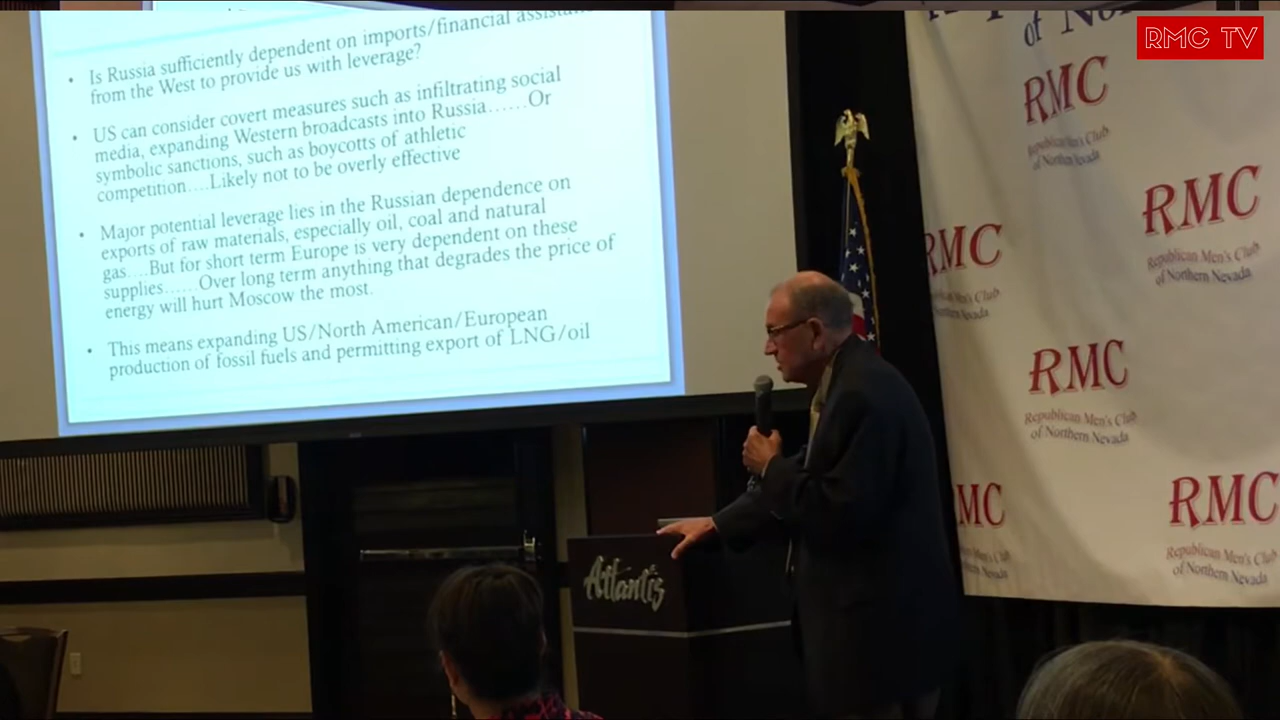 RMC TV
• Is Russia sufficiently dependent on imports/financial
from the West to provide us with leverage?
• US can consider covert measures such as infiltrating social
media, expanding Western broadcasts into Russia......Or
symbolic sanctions, such as boycotts of athletic
competition....Likely not to be overly effective
• Major potential leverage lies in the Russian dependence on
exports of raw materials, especially oil, coal and natural
gas....But for short term Europe is very dependent on these
supplies......Over long term anything that degrades the price of
energy will hurt Moscow the most.
• This means expanding US/North American/European
production of fossil fuels and permitting export of LNG/oil
Atlantis
of
RMC
Republican Men's Club
of Northern Nevada
RMC
Republican Men's Club
of Northern Nevada
RMC
Men's Club
Nevada
RMC
Republican Men's Club
of Northern Nevada
RMC
Men's Club
Nevada
RMC
Republican Men's Club
of Northern Nevada